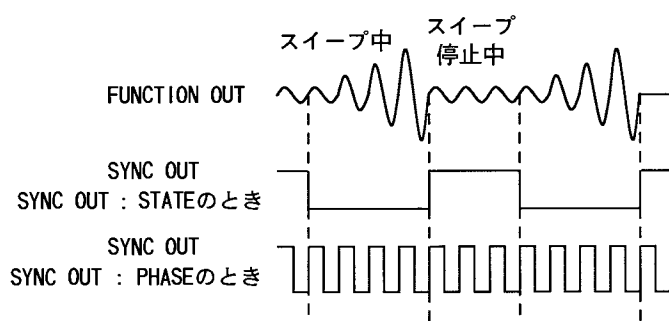 スイープ中
スイープ
停止中
FUNCTION OUT
SYNC OUT
SYNC OUT : STATEのとき
SYNC OUT
SYNC OUT : PHASEのとき